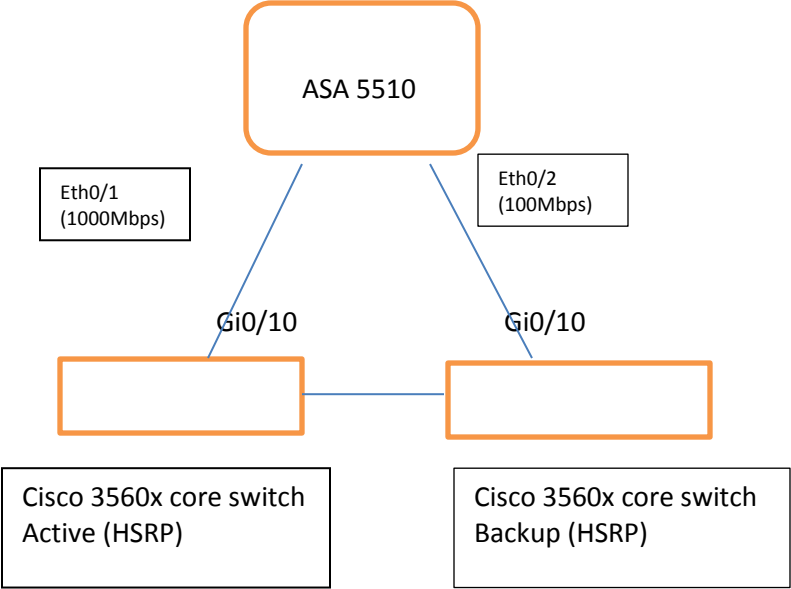 ASA 5510
Eth0/1
(1000Mbps)
Eth0/2
(100Mbps)
Gi0/10
Gi0/10
Cisco 3560x core switch
Active (HSRP)
Cisco 3560x core switch
Backup (HSRP)